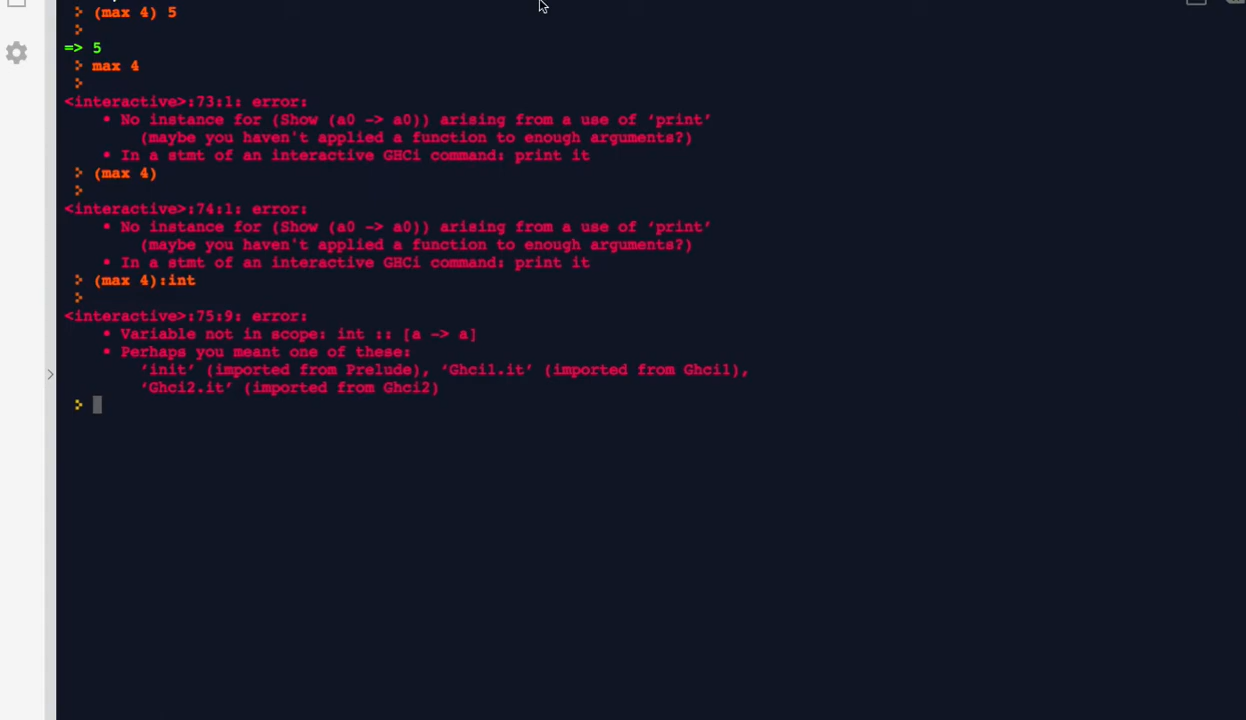 > (max 4) 5
>
=> 5
> max 4
>
<interactive>:73:1: error:
• No instance for (Show (a0 -> a0)) arising from a use of ‘print’
(maybe you haven't applied a function to enough arguments?)
• In a stmt of an interactive GHCi command: print it
> (max 4)
>
<interactive>:74:1: error:
• No instance for (Show (a0 -> a0)) arising from a use of ‘print’
(maybe you haven't applied a function to enough arguments?)
• In a stmt of an interactive GHCi command: print it
> (max 4):int
>
<interactive>:75:9: error:
• Variable not in scope: int :: [a -> a]
• Perhaps you meant one of these:
‘init’ (imported from Prelude), ‘Ghci1.it’ (imported from Ghci1),
‘Ghci2.it’ (imported from Ghci2)
>